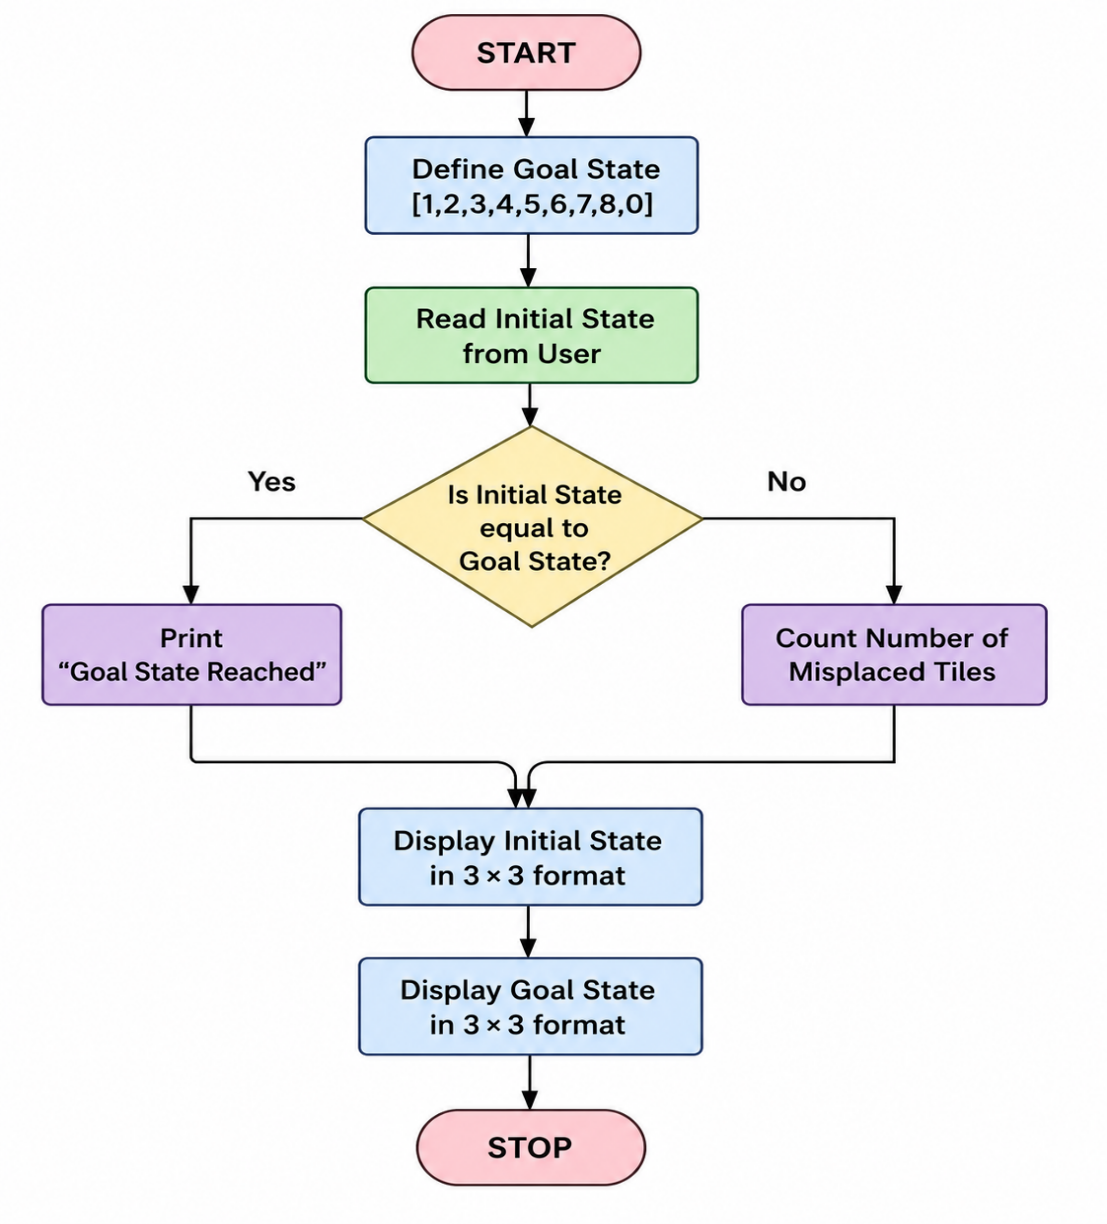 START
Define Goal State
[1,2,3,4,5,6,7,8,0]
Read Initial State
from User
Yes
No
Is Initial State
equal to
Goal State?
Print
“Goal State Reached”
Count Number of
Misplaced Tiles
Display Initial State
in 3 × 3 format
Display Goal State
in 3 × 3 format
STOP